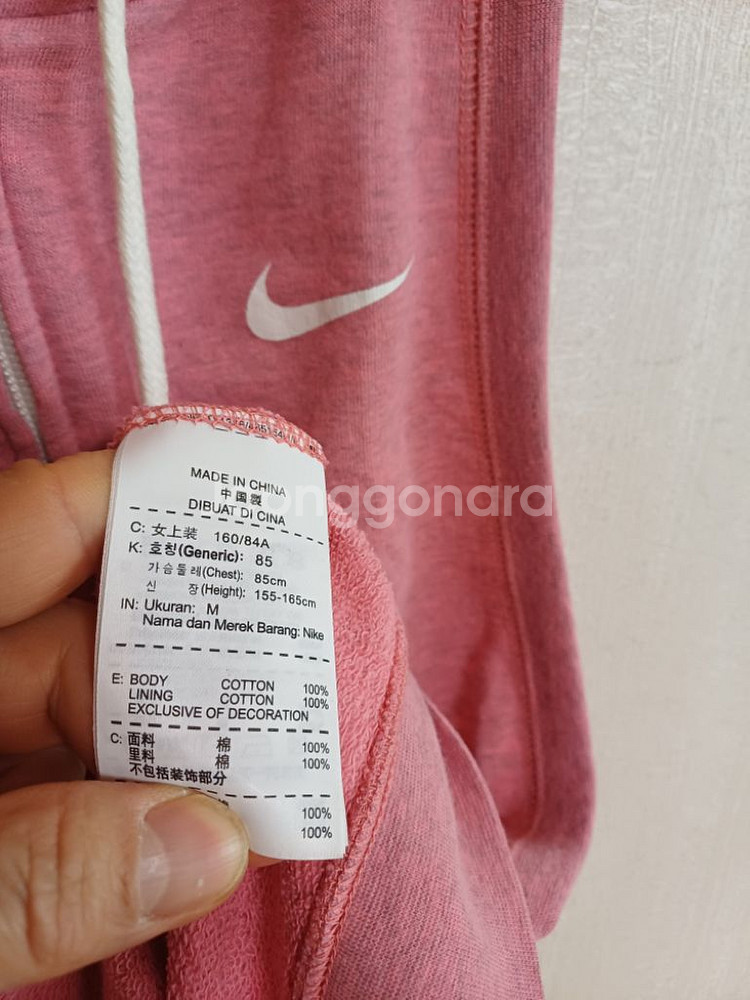 MADE IN CHINA
中国製
DIBUAT DI CINA
C: 女上装 160/84A
K: 호칭(Generic): 85
가슴둘레(Chest): 85cm
신 장(Height): 155-165cm
IN: Ukuran: M
Nama dan Merek Barang: Nike
E: BODY COTTON 100%
LINING COTTON 100%
EXCLUSIVE OF DECORATION
C: 面料 棉 100%
里料 棉 100%
不包括装饰部分
100%
100%